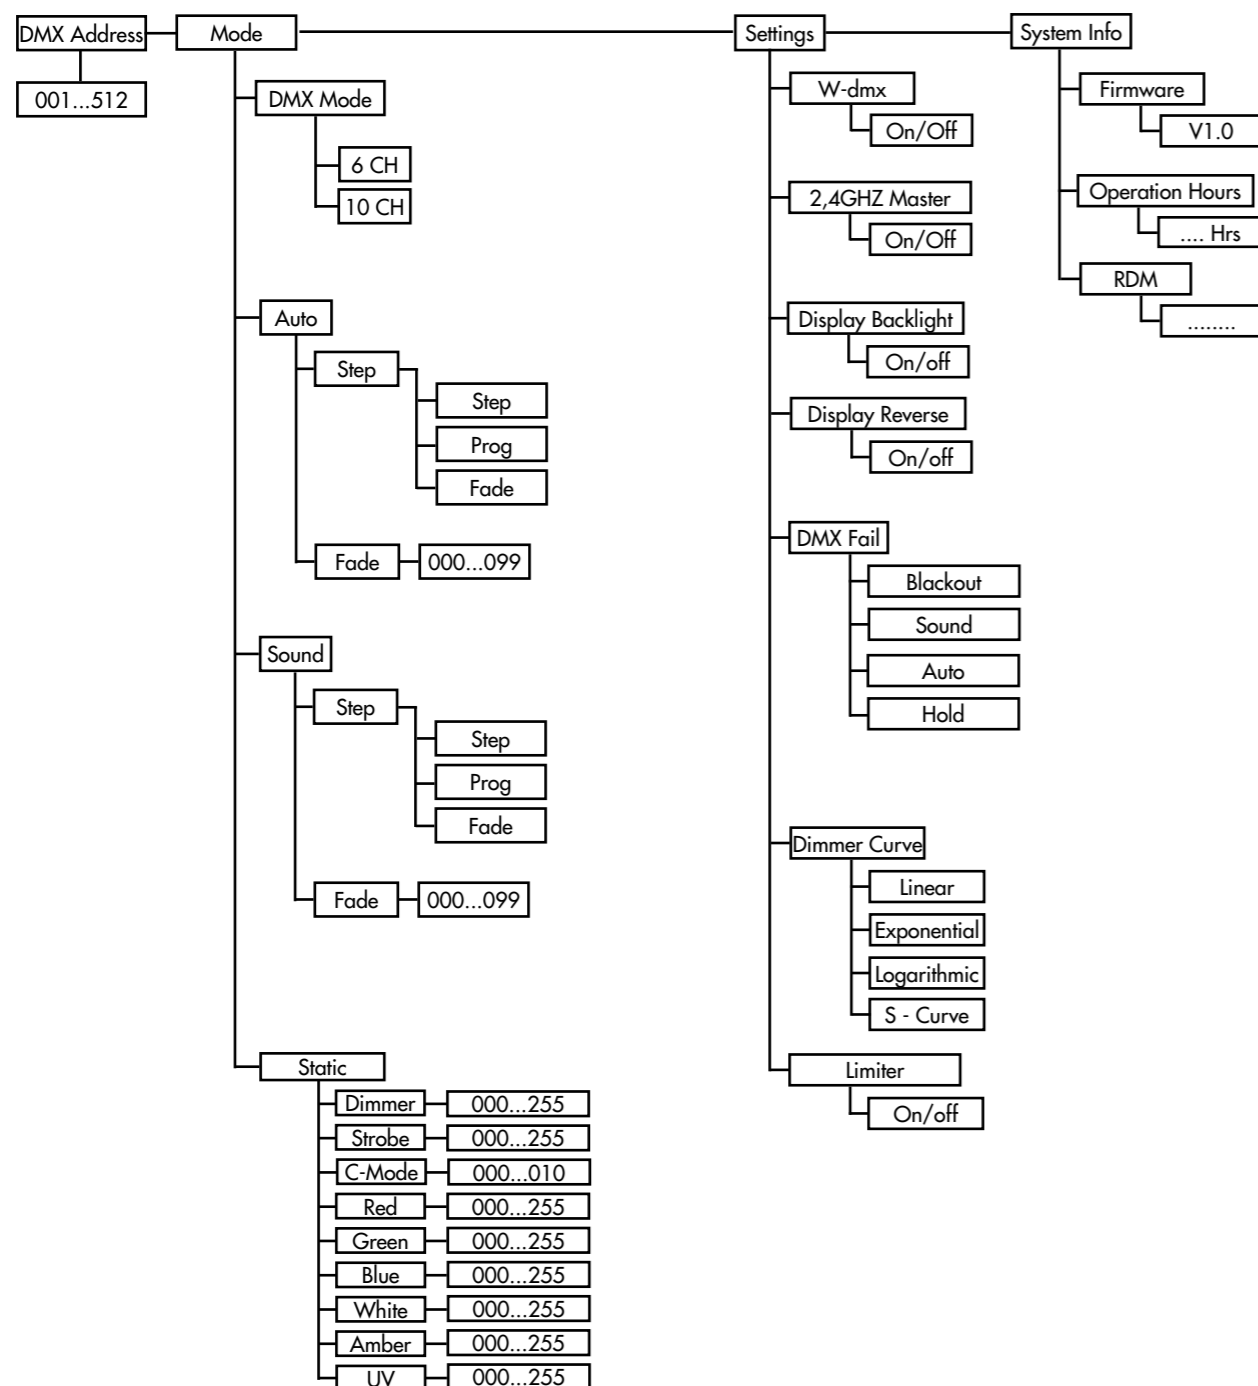 DMX Address
Mode
Settings
System Info
001...512
DMX Mode
6 CH
10 CH
Auto
Step
Step
Prog
Fade
Fade
000...099
Sound
Step
Step
Prog
Fade
Fade
000...099
Static
Dimmer
000...255
Strobe
000...255
C-Mode
000...010
Red
000...255
Green
000...255
Blue
000...255
White
000...255
Amber
000...255
UV
000...255
W-dmx
On/Off
2,4GHZ Master
On/Off
Display Backlight
On/off
Display Reverse
On/off
DMX Fail
Blackout
Sound
Auto
Hold
Dimmer Curve
Linear
Exponential
Logarithmic
S - Curve
Limiter
On/off
Firmware
V1.0
Operation Hours
.... Hrs
RDM
........